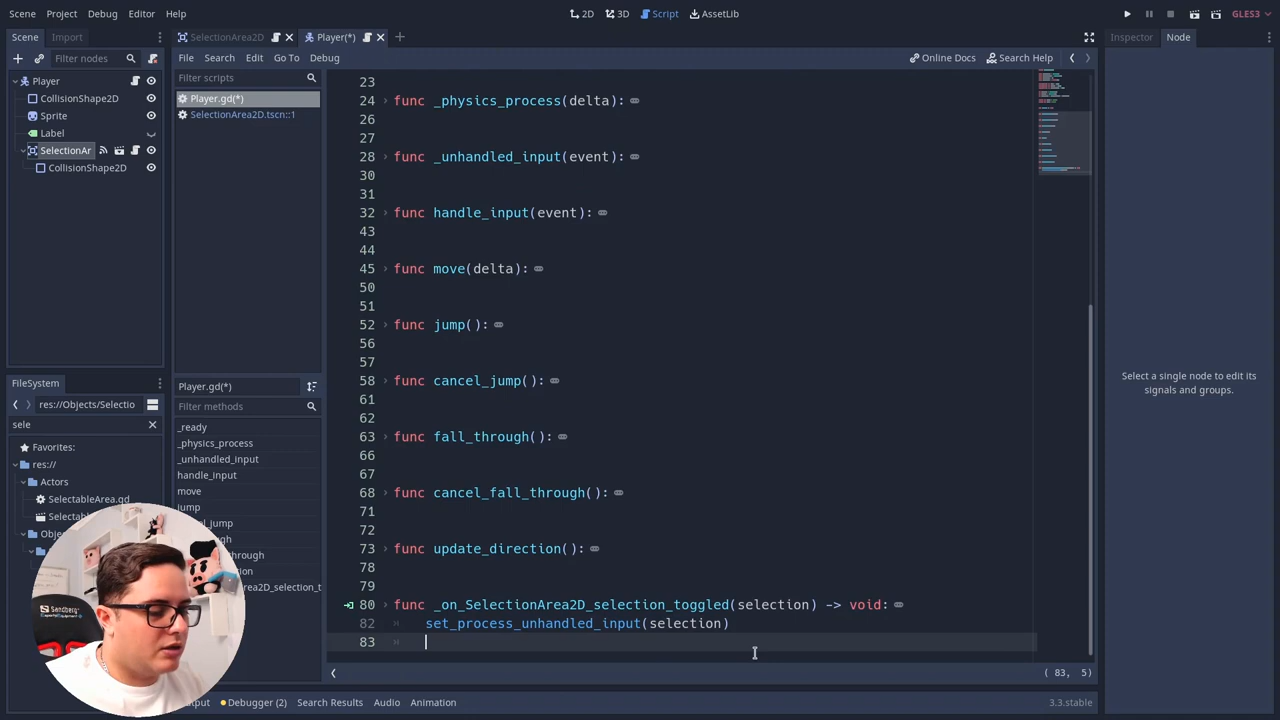 Scene Project Debug Editor Help
2D 3D Script AssetLib
GLES3
Scene Import
SelectionArea2D
Player(*)
Inspector Node
Filter nodes
File Search Edit Go To Debug
Online Docs Search Help
Player
CollisionShape2D
Sprite
Label
SelectionAr
CollisionShape2D
Filter scripts
Player.gd(*)
SelectionArea2D.tscn::1
23
24 func _physics_process(delta):
26
27
28 func _unhandled_input(event):
30
31
32 func handle_input(event):
43
44
45 func move(delta):
50
51
52 func jump():
56
57
58 func cancel_jump():
61
62
63 func fall_through():
66
67
68 func cancel_fall_through():
71
72
73 func update_direction():
78
79
80 func _on_SelectionArea2D_selection_toggled(selection) -> void:
82 set_process_unhandled_input(selection)
83
Select a single node to edit its
signals and groups.
FileSystem
res://Objects/Selectio
sele
Favorites:
res://
Actors
SelectableArea.gd
Selectab
Obje
Player.gd(*)
Filter methods
_ready
_physics_process
_unhandled_input
handle_input
move
jump
l_jump
rea2D_selection_t
( 83, 5)
Debugger (2) Search Results Audio Animation
3.3.stable
Sandberg